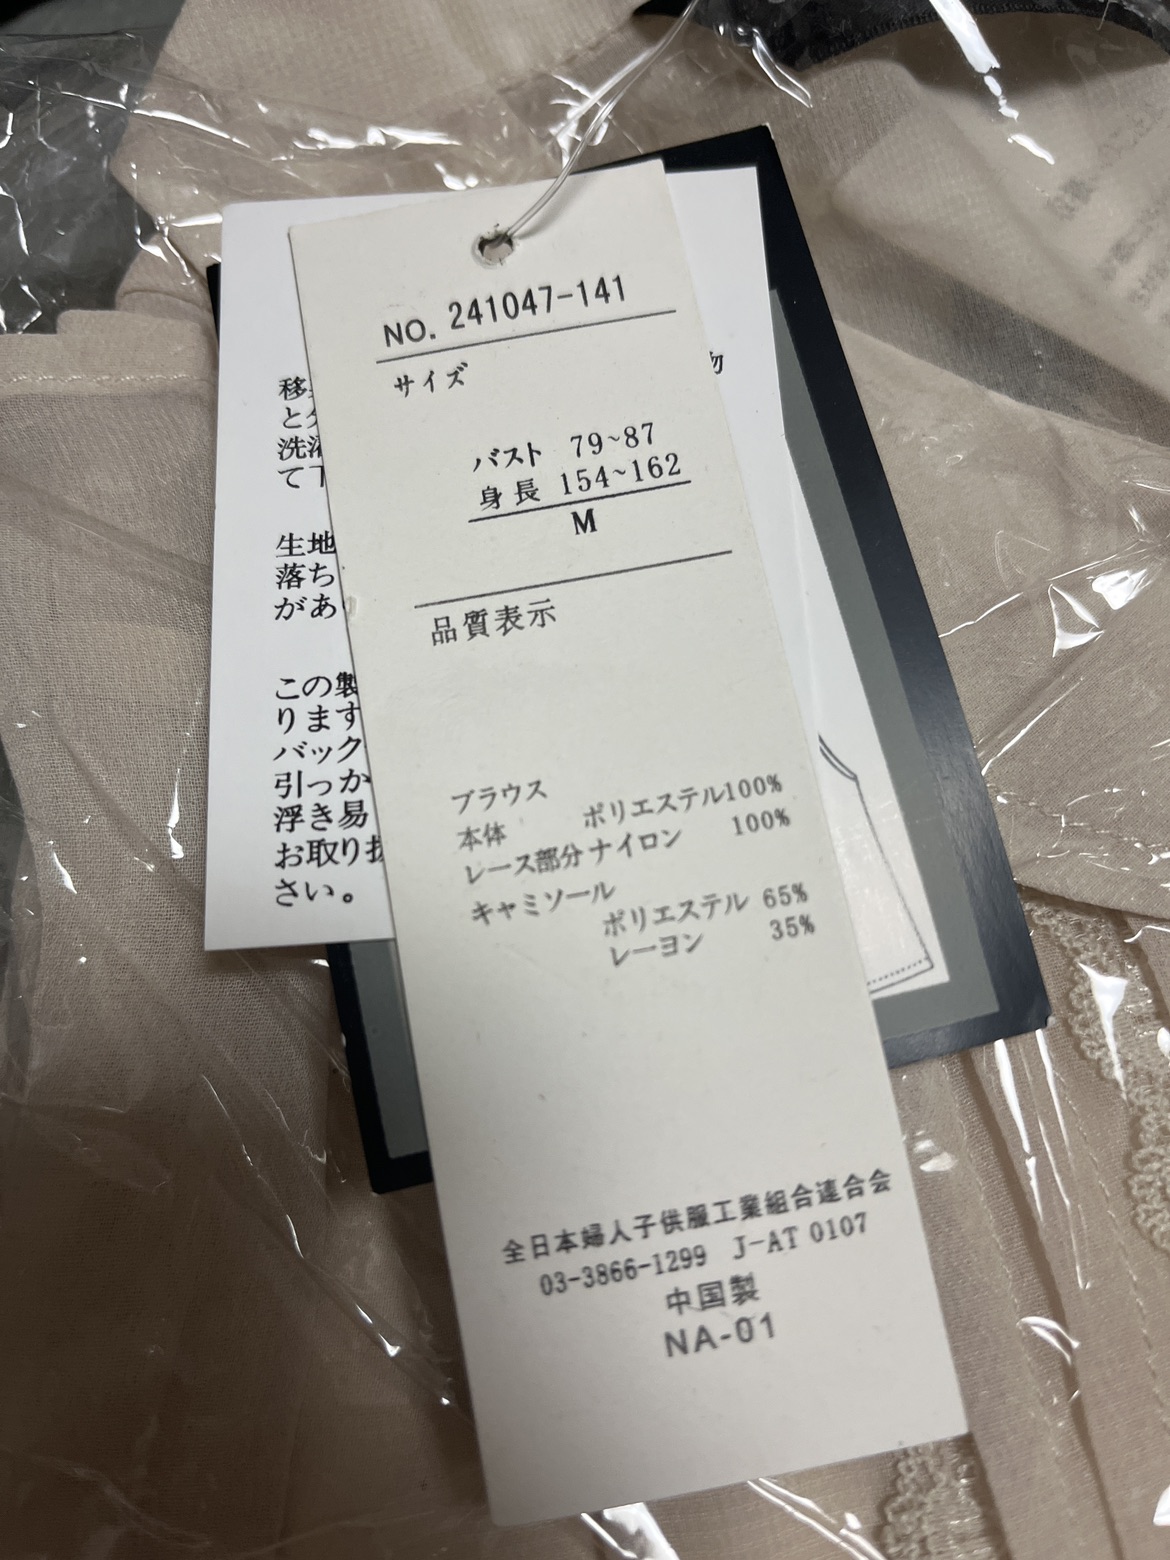 NO. 241047-141
サイズ
バスト 79~87
身長 154~162
M
品質表示
ブラウス
本体 ポリエステル100%
レース部分 ナイロン 100%
キャミソール
ポリエステル 65%
レーヨン 35%
全日本婦人子供服工業組合連合会
03-3866-1299 J-AT 0107
中国製
NA-01
移
物
と
洗濯
て下
生地
落ち
があ
この製
ります
バック
引っか
浮き易
お取り扱
さい。